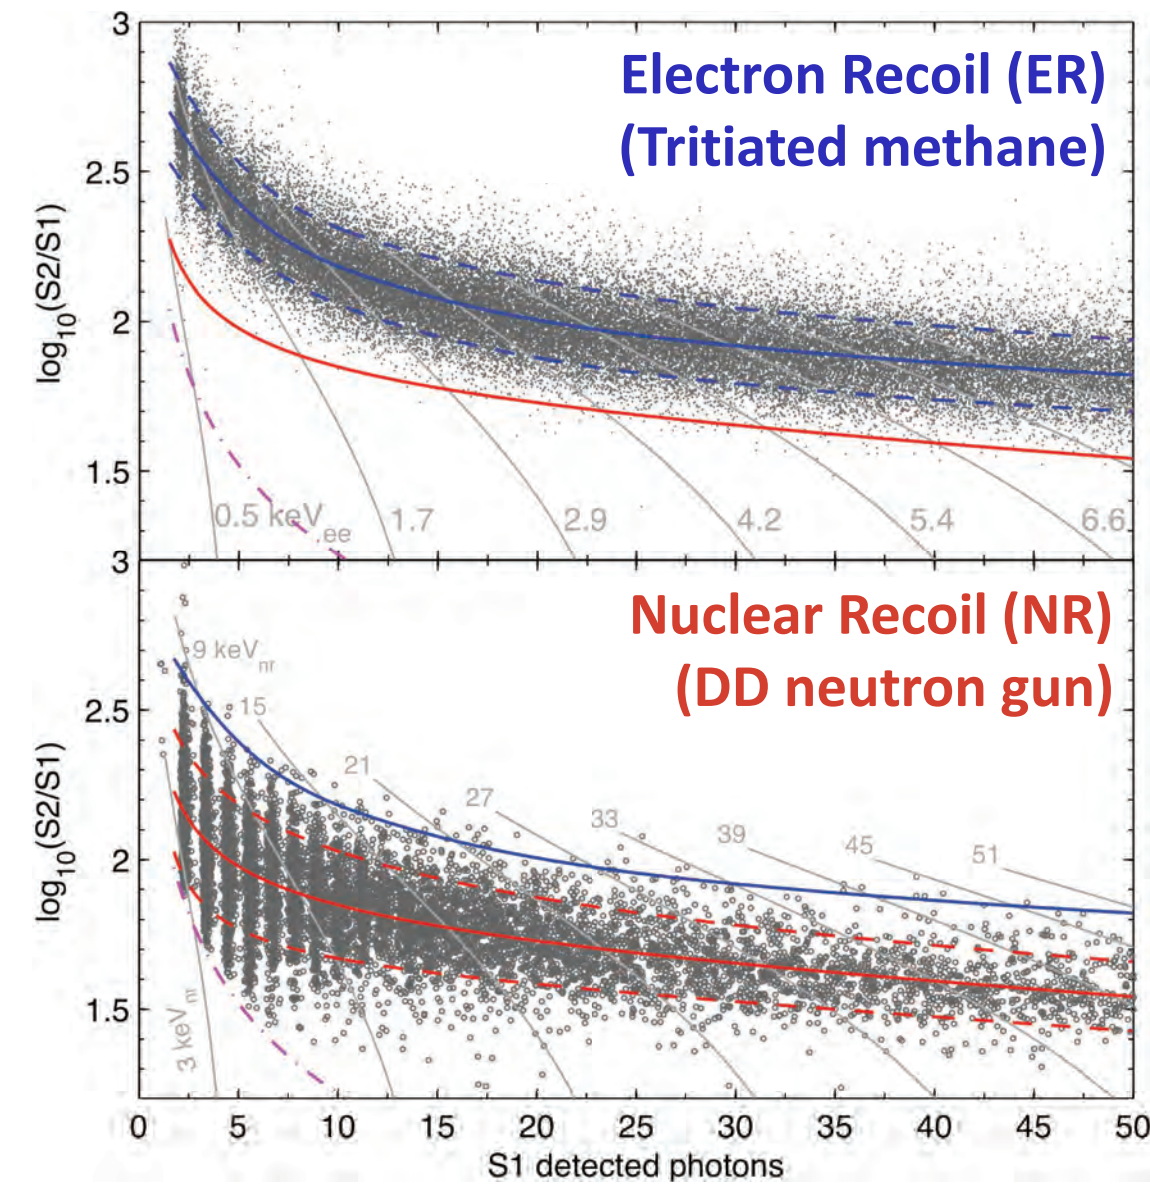 3
Electron Recoil (ER)
(Tritiated methane)
2.5
log10(S2/S1)
2
1.5
0.5 keVee
1.7
2.9
4.2
5.4
6.6
3
Nuclear Recoil (NR)
(DD neutron gun)
9 keVnr
15
2.5
21
27
33
39
45
51
log10(S2/S1)
2
1.5
3 keVnr
0 5 10 15 20 25 30 35 40 45 50
S1 detected photons